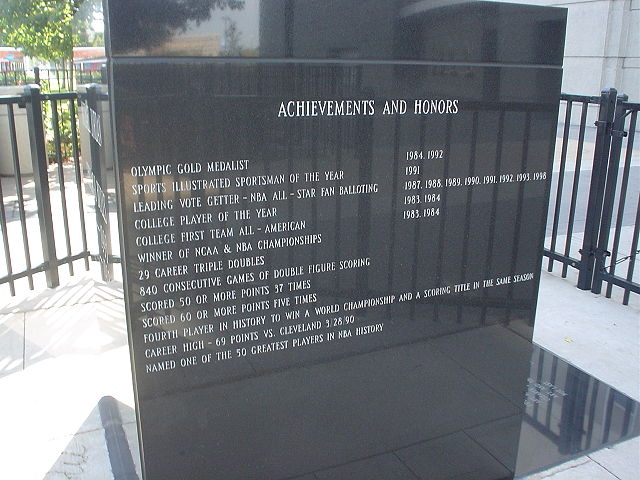 ACHIEVEMENTS AND HONORS
OLYMPIC GOLD MEDALIST 1984, 1992
SPORTS ILLUSTRATED SPORTSMAN OF THE YEAR 1991
LEADING VOTE GETTER - NBA ALL - STAR FAN BALLOTING 1987, 1988, 1989, 1990, 1991, 1992, 1993, 1998
COLLEGE PLAYER OF THE YEAR 1983, 1984
COLLEGE FIRST TEAM ALL - AMERICAN 1983, 1984
WINNER OF NCAA & NBA CHAMPIONSHIPS
29 CAREER TRIPLE DOUBLES
840 CONSECUTIVE GAMES OF DOUBLE FIGURE SCORING
SCORED 50 OR MORE POINTS 37 TIMES
SCORED 60 OR MORE POINTS FIVE TIMES
FOURTH PLAYER IN HISTORY TO WIN A WORLD CHAMPIONSHIP AND A SCORING TITLE IN THE SAME SEASON
CAREER HIGH - 69 POINTS VS. CLEVELAND 3/28/90
NAMED ONE OF THE 50 GREATEST PLAYERS IN NBA HISTORY